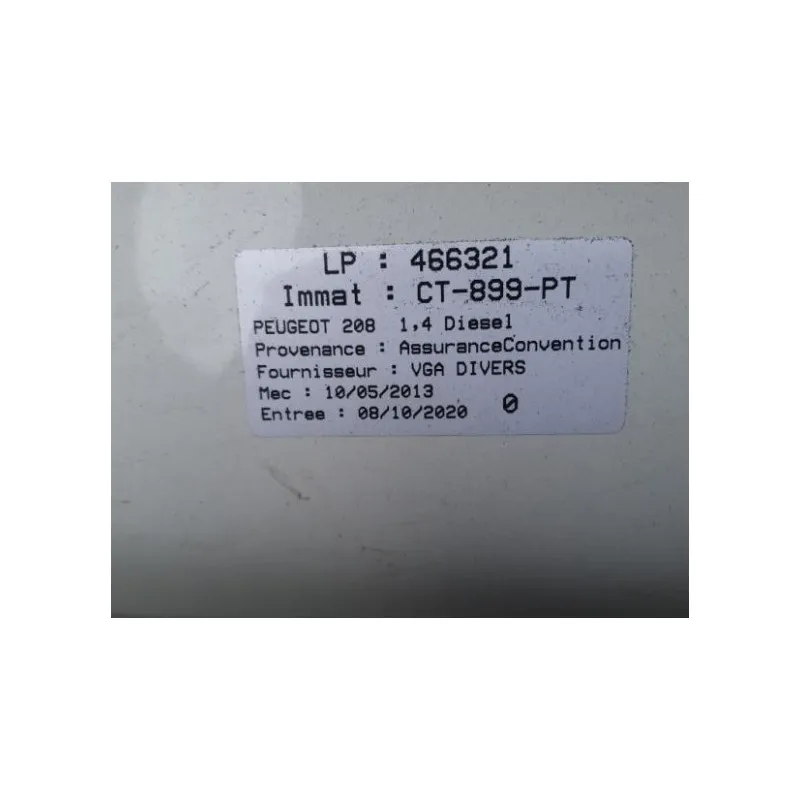 LP : 466321
Immat : CT-899-PT
PEUGEOT 208 1,4 Diesel
Provenance : AssuranceConvention
Fournisseur : VGA DIVERS
Mec : 10/05/2013
Entree : 08/10/2020 0